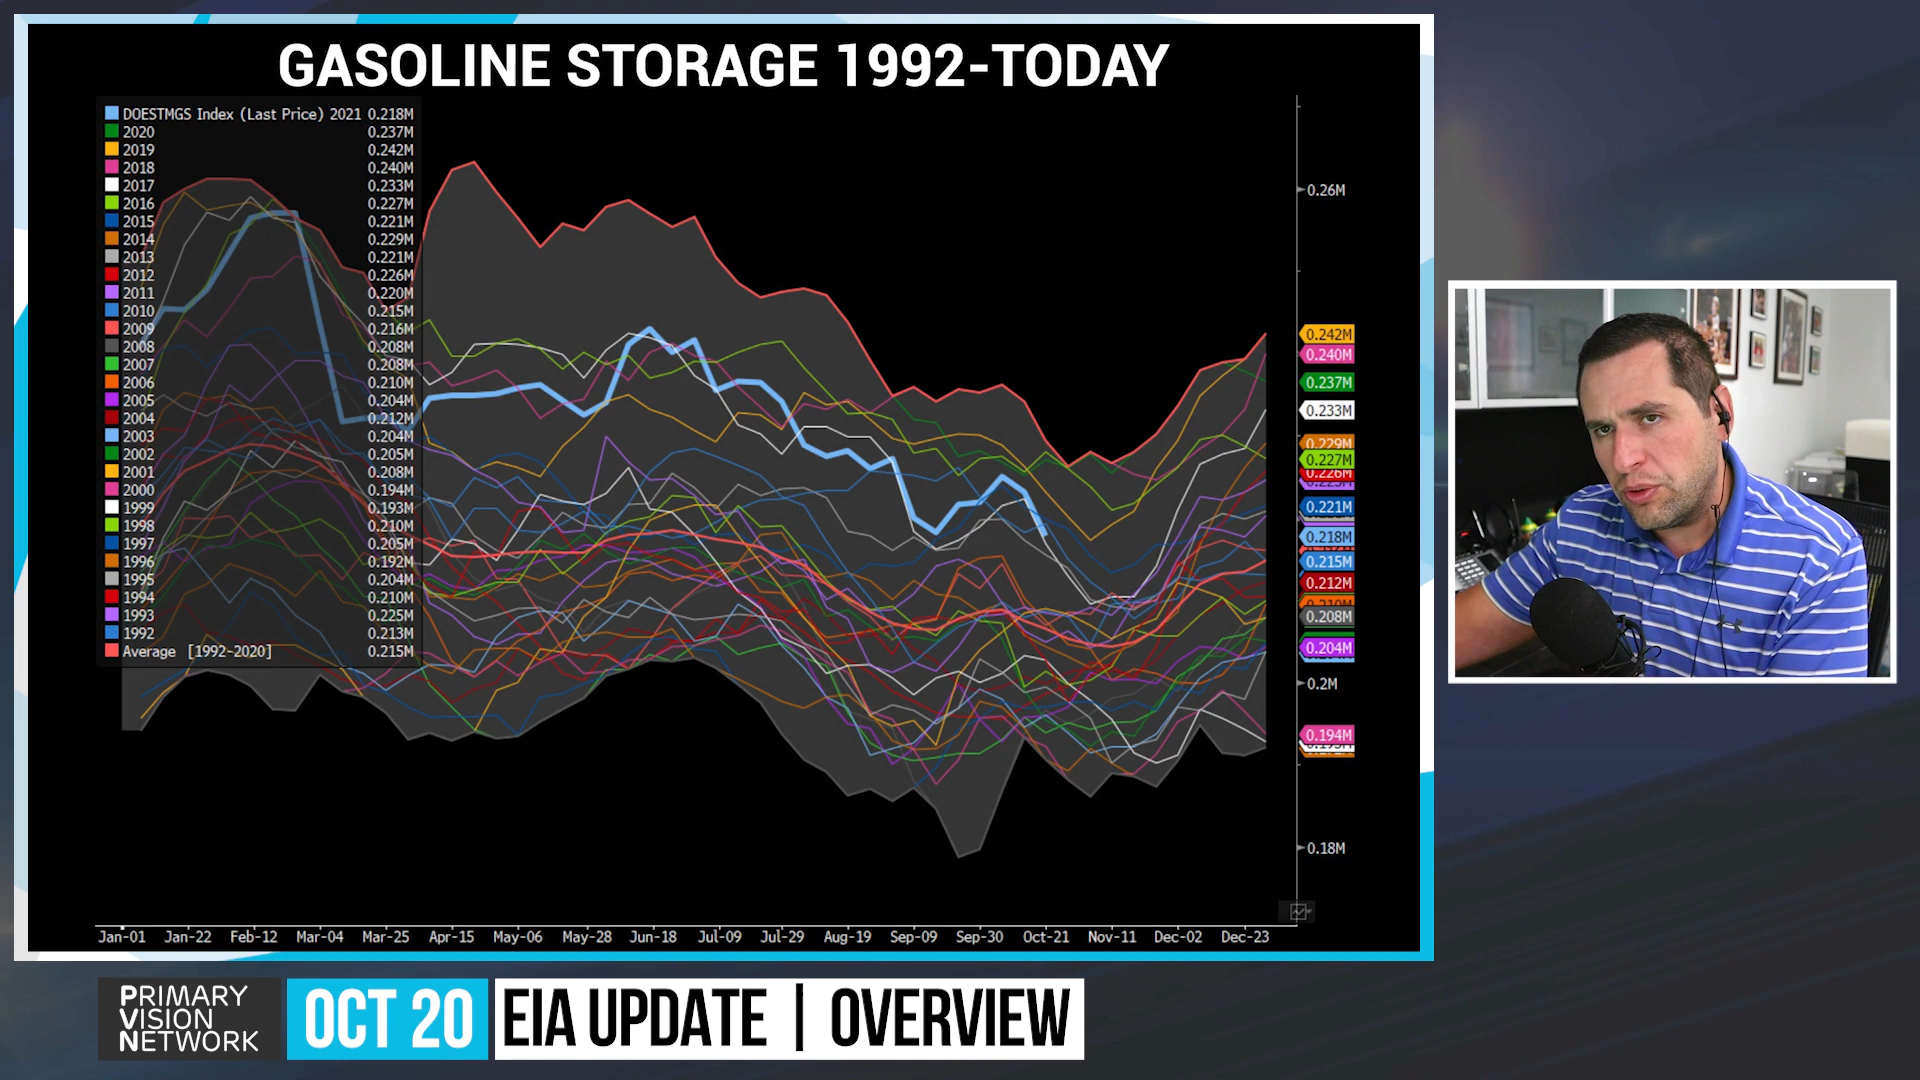 GASOLINE STORAGE 1992-TODAY
DOESTMGS Index (Last Price) 2021 0.218M
2020 0.237M
2019 0.242M
2018 0.240M
2017 0.233M
2016 0.227M
2015 0.221M
2014 0.229M
2013 0.221M
2012 0.226M
2011 0.220M
2010 0.215M
2009 0.216M
2008 0.208M
2007 0.208M
2006 0.210M
2005 0.204M
2004 0.212M
2003 0.204M
2002 0.205M
2001 0.208M
2000 0.194M
1999 0.193M
1998 0.210M
1997 0.205M
1996 0.192M
1995 0.204M
1994 0.210M
1993 0.225M
1992 0.213M
Average [1992-2020] 0.215M
0.26M
0.242M
0.240M
0.237M
0.233M
0.229M
0.227M
0.226M
0.221M
0.218M
0.215M
0.212M
0.208M
0.204M
0.2M
0.194M
0.18M
Jan-01 Jan-22 Feb-12 Mar-04 Mar-25 Apr-15 May-06 May-28 Jun-18 Jul-09 Jul-29 Aug-19 Sep-09 Sep-30 Oct-21 Nov-11 Dec-02 Dec-23
PRIMARY
VISION
NETWORK
OCT 20
EIA UPDATE | OVERVIEW